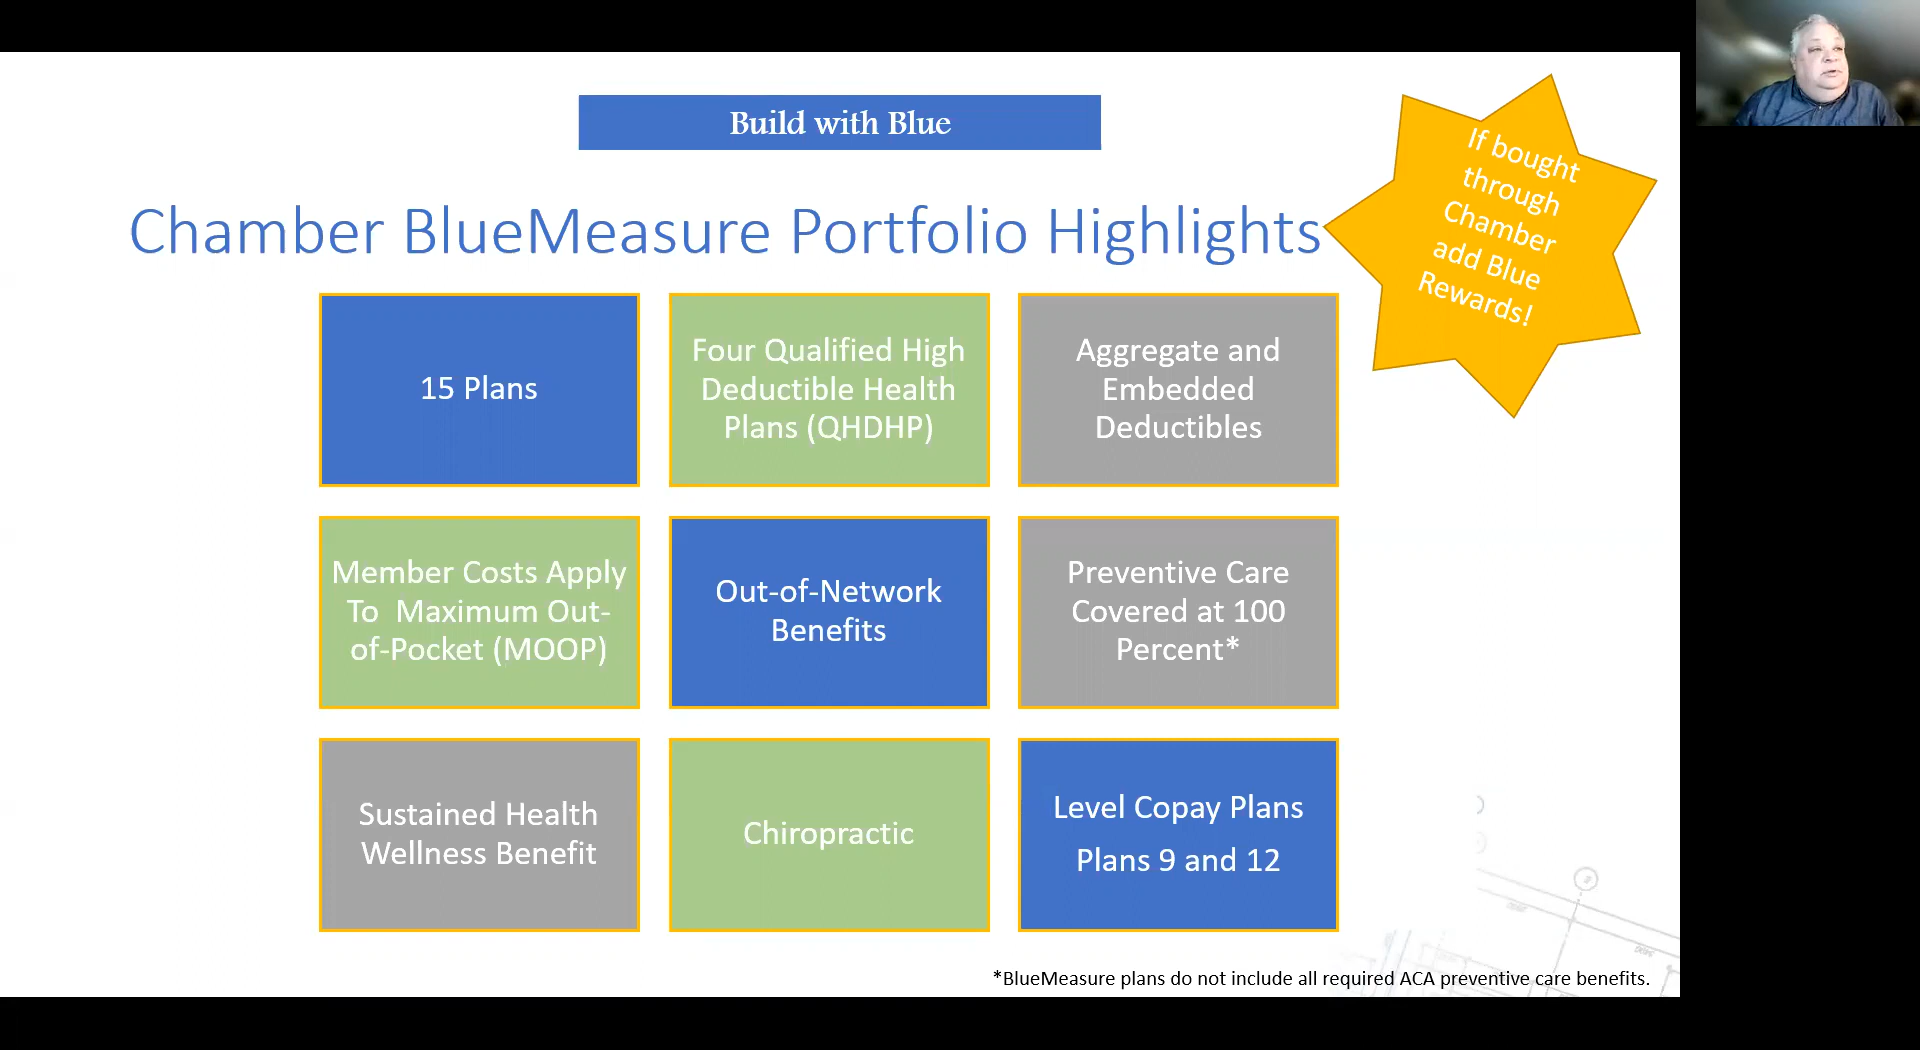 Build with Blue
Chamber BlueMeasure Portfolio Highlights
If bought
through
Chamber
add Blue
Rewards!
15 Plans
Four Qualified High
Deductible Health
Plans (QHDHP)
Aggregate and
Embedded
Deductibles
Member Costs Apply
To Maximum Out-
of-Pocket (MOOP)
Out-of-Network
Benefits
Preventive Care
Covered at 100
Percent*
Sustained Health
Wellness Benefit
Chiropractic
Level Copay Plans
Plans 9 and 12
*BlueMeasure plans do not include all required ACA preventive care benefits.